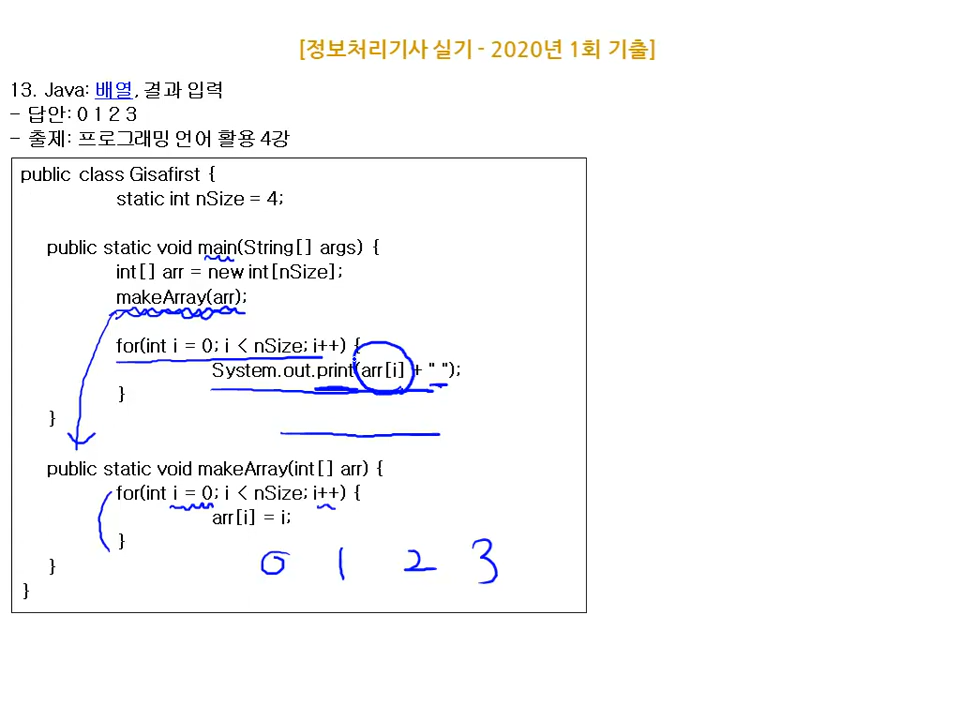 [정보처리기사 실기 - 2020년 1회 기출]
13. Java: 배열, 결과 입력
- 답안: 0 1 2 3
- 출제: 프로그래밍 언어 활용 4강
public class Gisafirst {
static int nSize = 4;
public static void main(String[] args) {
int[] arr = new int[nSize];
makeArray(arr);
for(int i = 0; i < nSize; i++) {
System.out.print(arr[i] + " ");
}
}
public static void makeArray(int[] arr) {
for(int i = 0; i < nSize; i++) {
arr[i] = i;
}
0 1 2 3
}
}